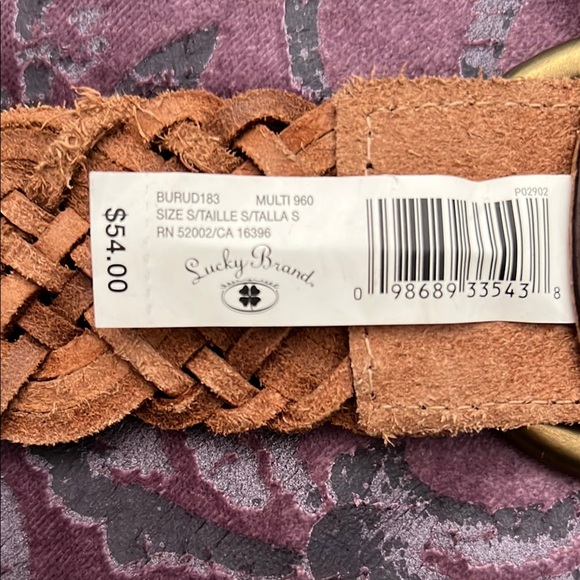 $54.00
BURUD183 MULTI 960
SIZE S/TAILLE S/TALLA S
RN 52002/CA 16396
Lucky Brand
P02902
0 98689 33543 8